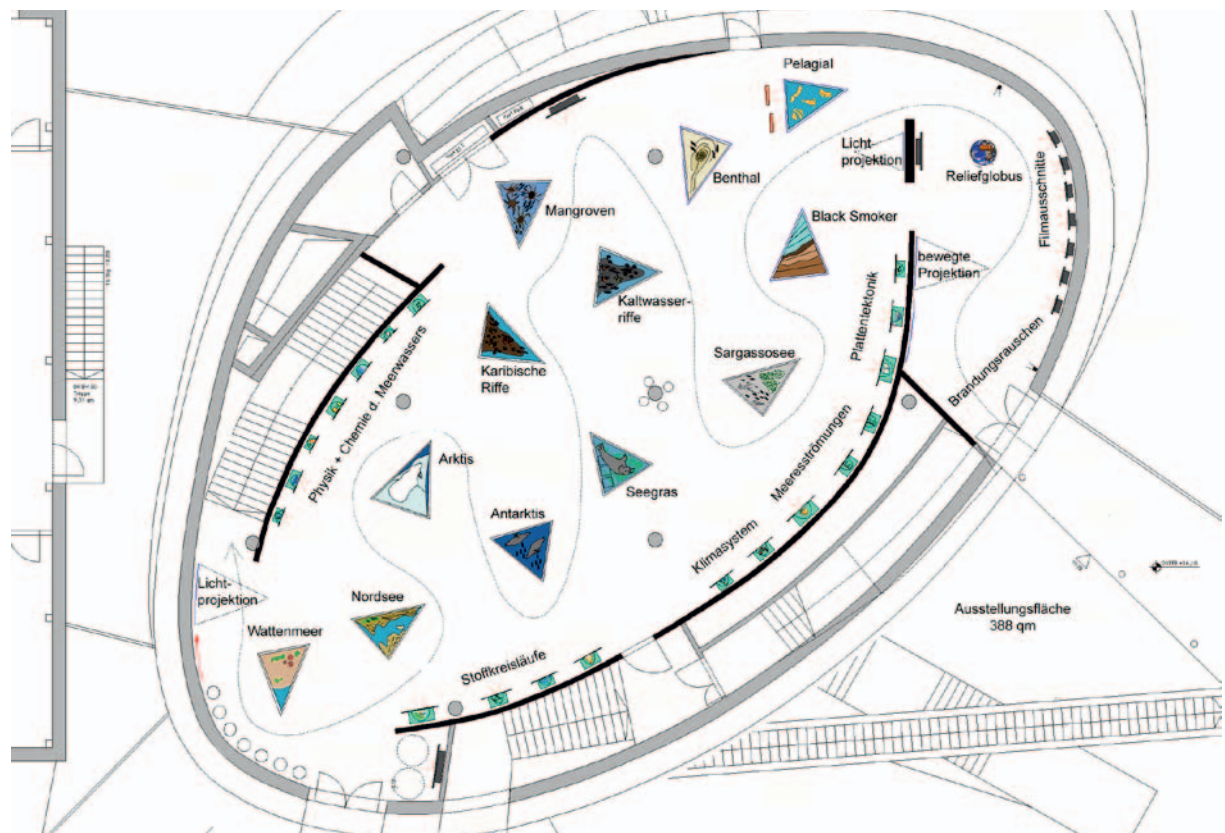 Pelagial
Licht-
projektion
Reliefglobus
Filmausschnitte
Benthal
Mangroven
Black Smoker
bewegte
Projektion
Kaltwasser-
riffe
Plattentektonik
Karibische
Riffe
Sargassosee
Brandungsrauschen
Physik + Chemie d. Meerwassers
Arktis
Seegras
Meeresströmungen
Antarktis
Klimasystem
Licht-
projektion
Nordsee
Wattenmeer
Stoffkreisläufe
Ausstellungsfläche
388 qm